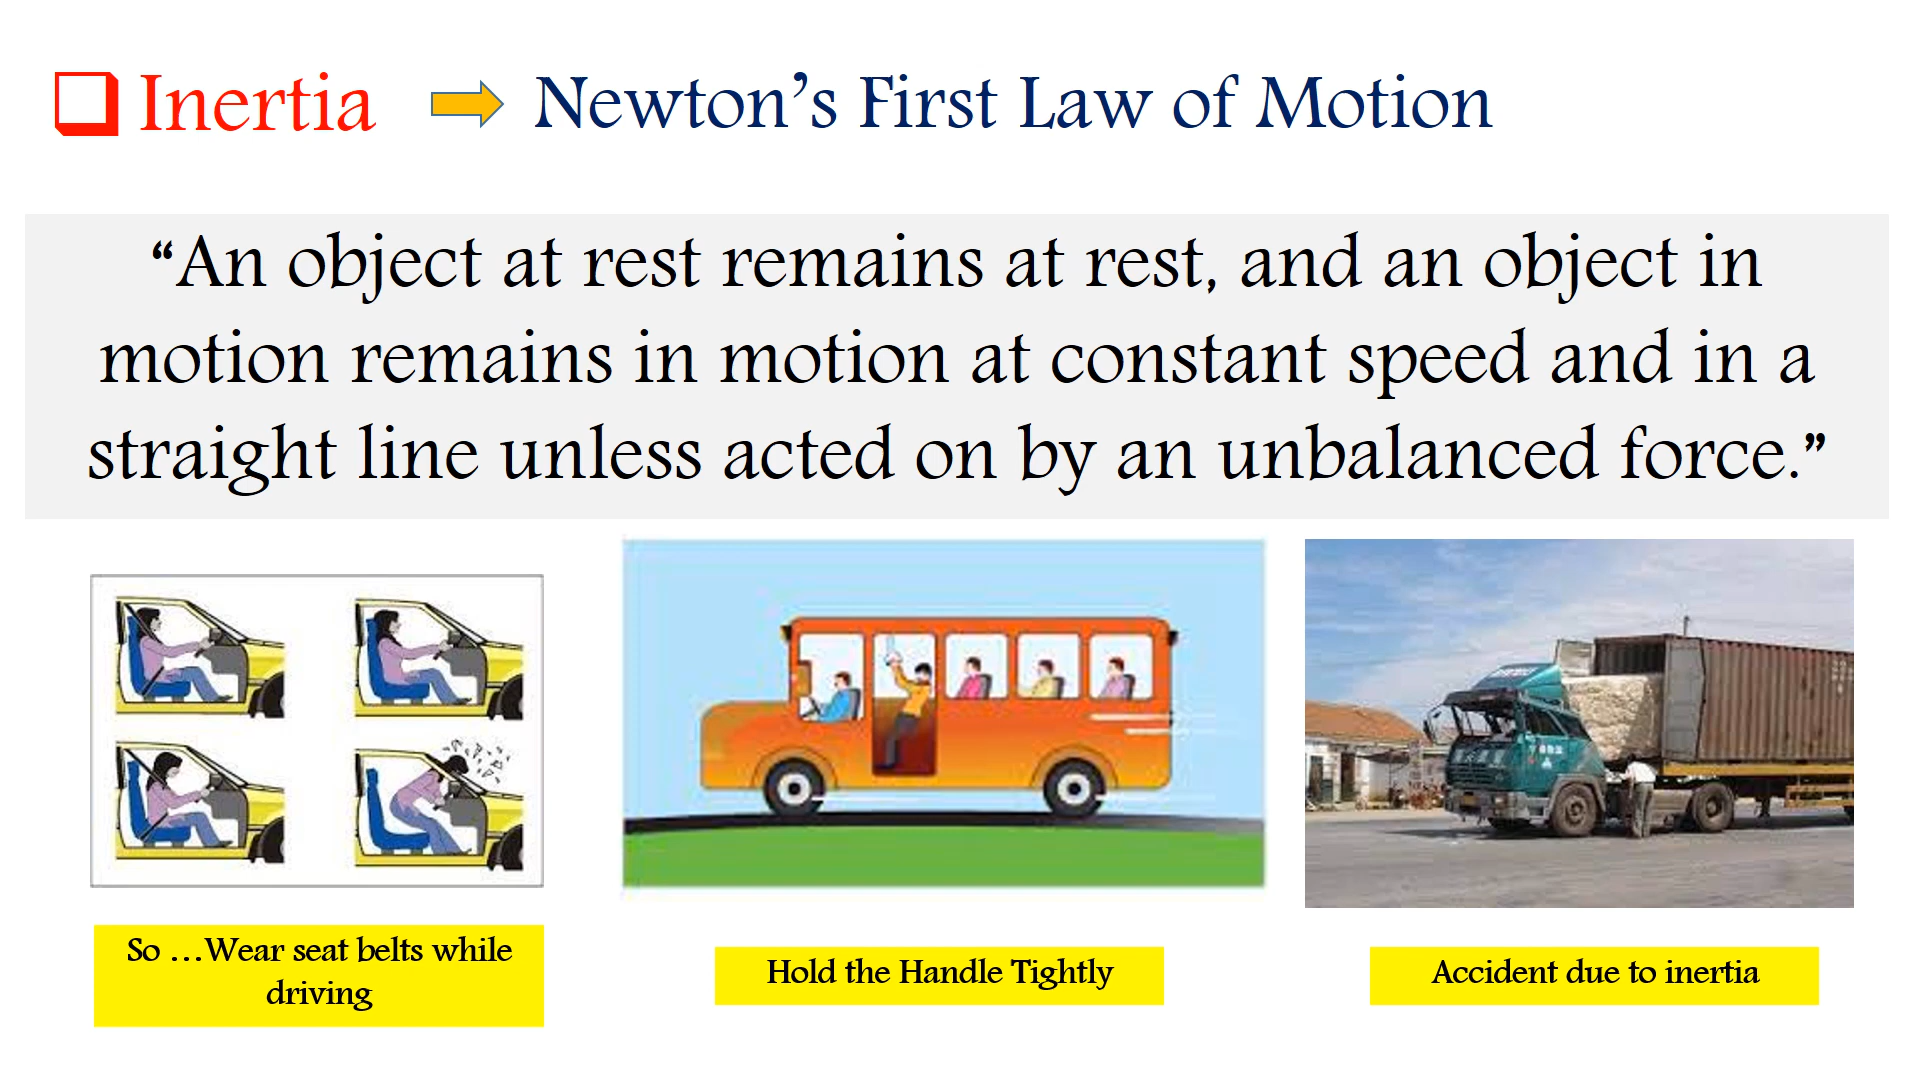 Inertia Newton’s First Law of Motion
“An object at rest remains at rest, and an object in
motion remains in motion at constant speed and in a
straight line unless acted on by an unbalanced force.”
So …Wear seat belts while
driving
Hold the Handle Tightly
Accident due to inertia